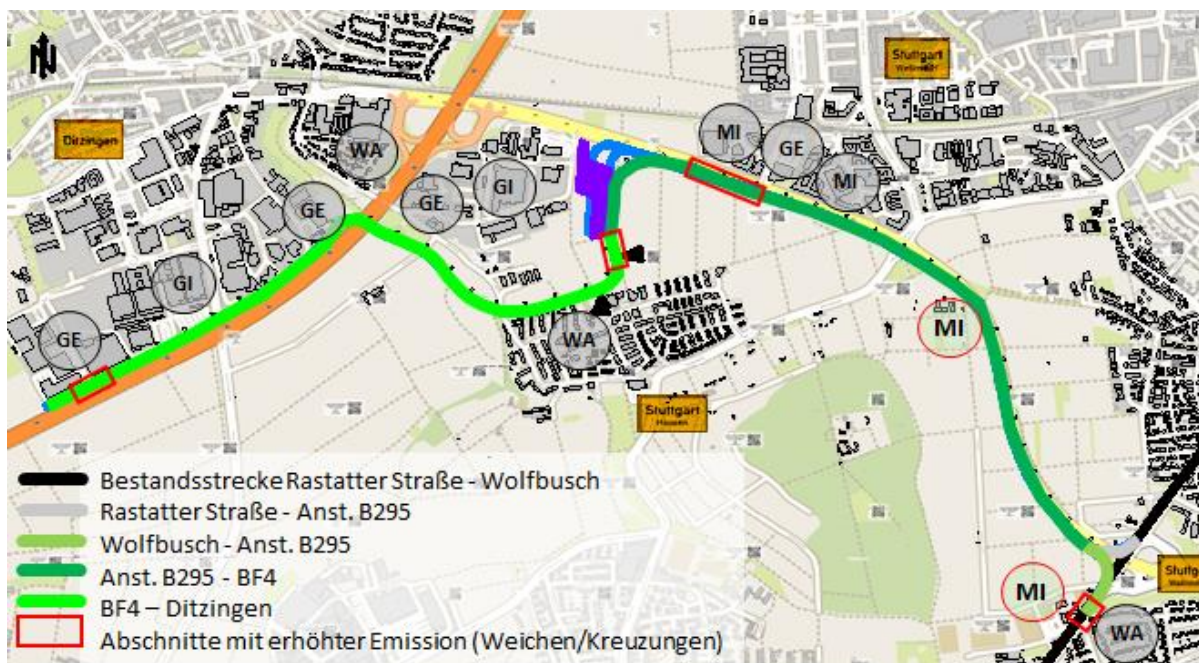 Ditzingen
Stuttgart
WA
MI
GE
GE
GE
GI
MI
GI
GE
WA
MI
Stuttgart
Hausen
MI
WA
Bestandsstrecke Rastatter Straße - Wolfbusch
Rastatter Straße - Anst. B295
Wolfbusch - Anst. B295
Anst. B295 - BF4
BF4 – Ditzingen
Abschnitte mit erhöhter Emission (Weichen/Kreuzungen)